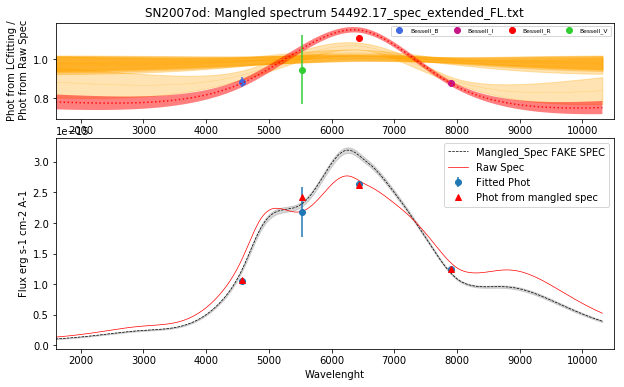 SN2007od: Mangled spectrum 54492.17_spec_extended_FL.txt
Phot from LCfitting /
Phot from Raw Spec
Bessell_B
Bessell_I
Bessell_R
Bessell_V
1.0
0.8
2000 3000 4000 5000 6000 7000 8000 9000 10000
Flux erg s-1 cm-2 A-1
3.0
2.5
2.0
1.5
1.0
0.5
0.0
Mangled_Spec FAKE SPEC
Raw Spec
Fitted Phot
Phot from mangled spec
2000 3000 4000 5000 6000 7000 8000 9000 10000
Wavelenght